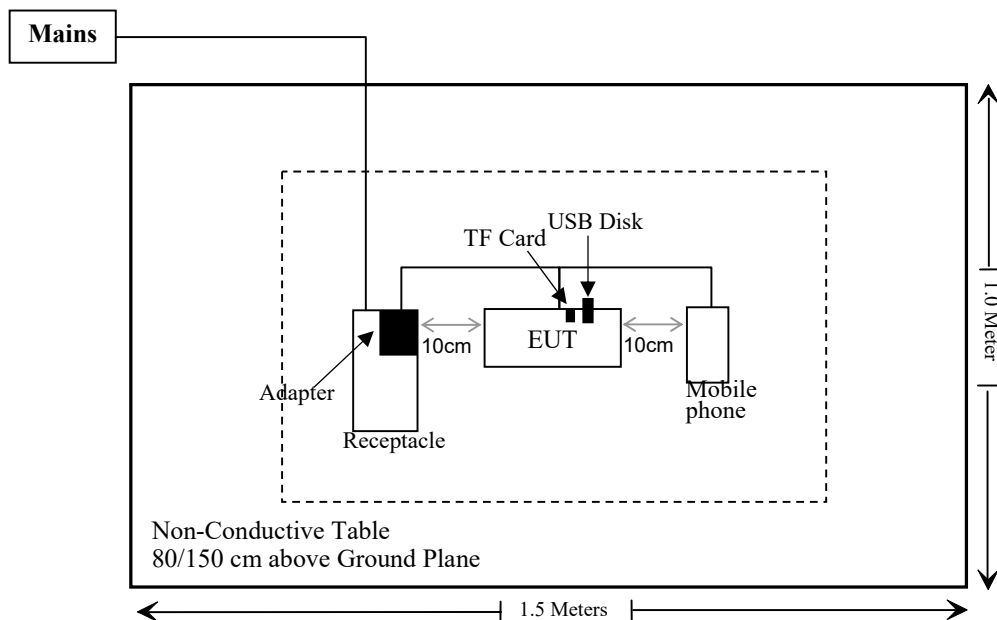 Mains
USB Disk
TF Card
10cm
EUT
10cm
Adapter
Mobile
phone
Receptacle
1.0 Meter
Non-Conductive Table
80/150 cm above Ground Plane
1.5 Meters